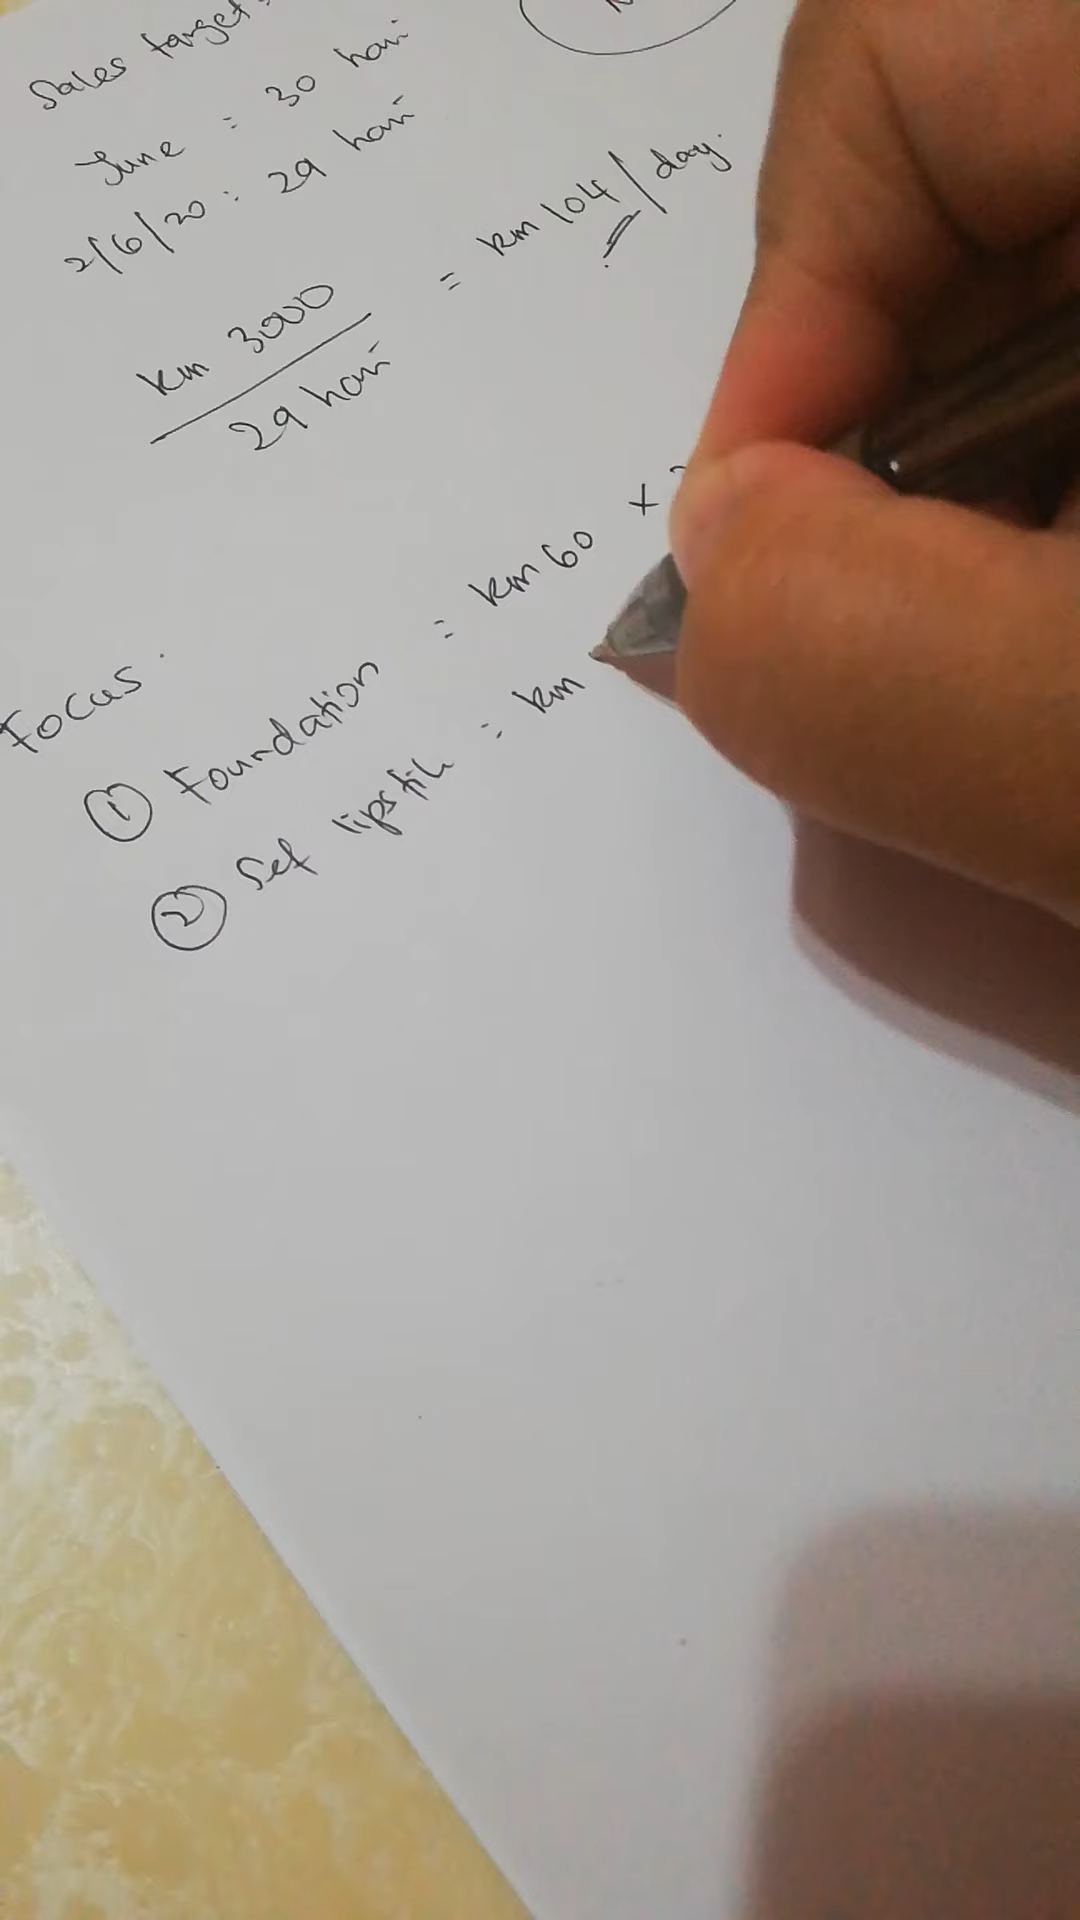 Sales target:
June : 30 hari
2/6/20 : 29 hari
RM 3000 / 29 hari = RM 104/day.
Focus.
① Foundation = RM 60 +
② Set lipstik = RM